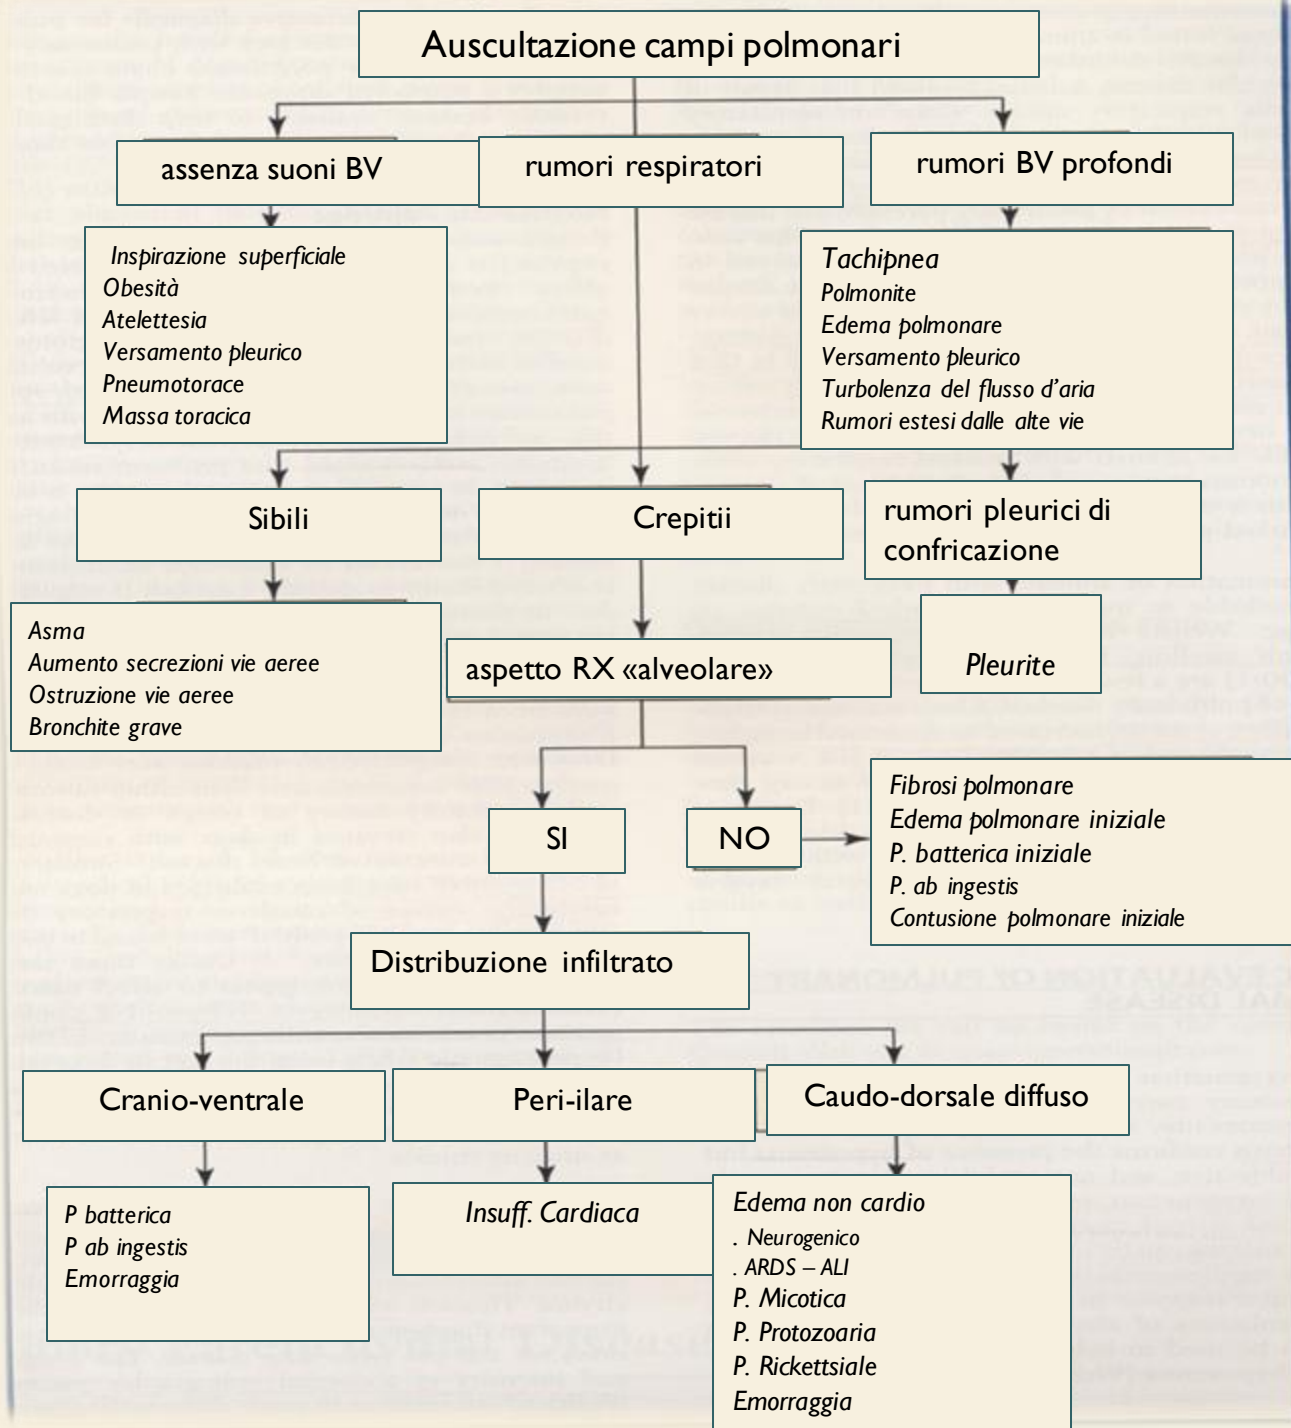 Auscultazione campi polmonari
assenza suoni BV
rumori respiratori
rumori BV profondi
Inspirazione superficiale
Obesità
Atelettesia
Versamento pleurico
Pneumotorace
Massa toracica
Tachipnea
Polmonite
Edema polmonare
Versamento pleurico
Turbolenza del flusso d'aria
Rumori estesi dalle alte vie
Sibili
Crepitii
rumori pleurici di
confricazione
Asma
Aumento secrezioni vie aeree
Ostruzione vie aeree
Bronchite grave
aspetto RX «alveolare»
Pleurite
SI
NO
Fibrosi polmonare
Edema polmonare iniziale
P. batterica iniziale
P. ab ingestis
Contusione polmonare iniziale
Distribuzione infiltrato
Cranio-ventrale
Peri-ilare
Caudo-dorsale diffuso
P batterica
P ab ingestis
Emorraggia
Insuff. Cardiaca
Edema non cardio
. Neurogenico
. ARDS – ALI
P. Micotica
P. Protozoaria
P. Rickettsiale
Emorraggia